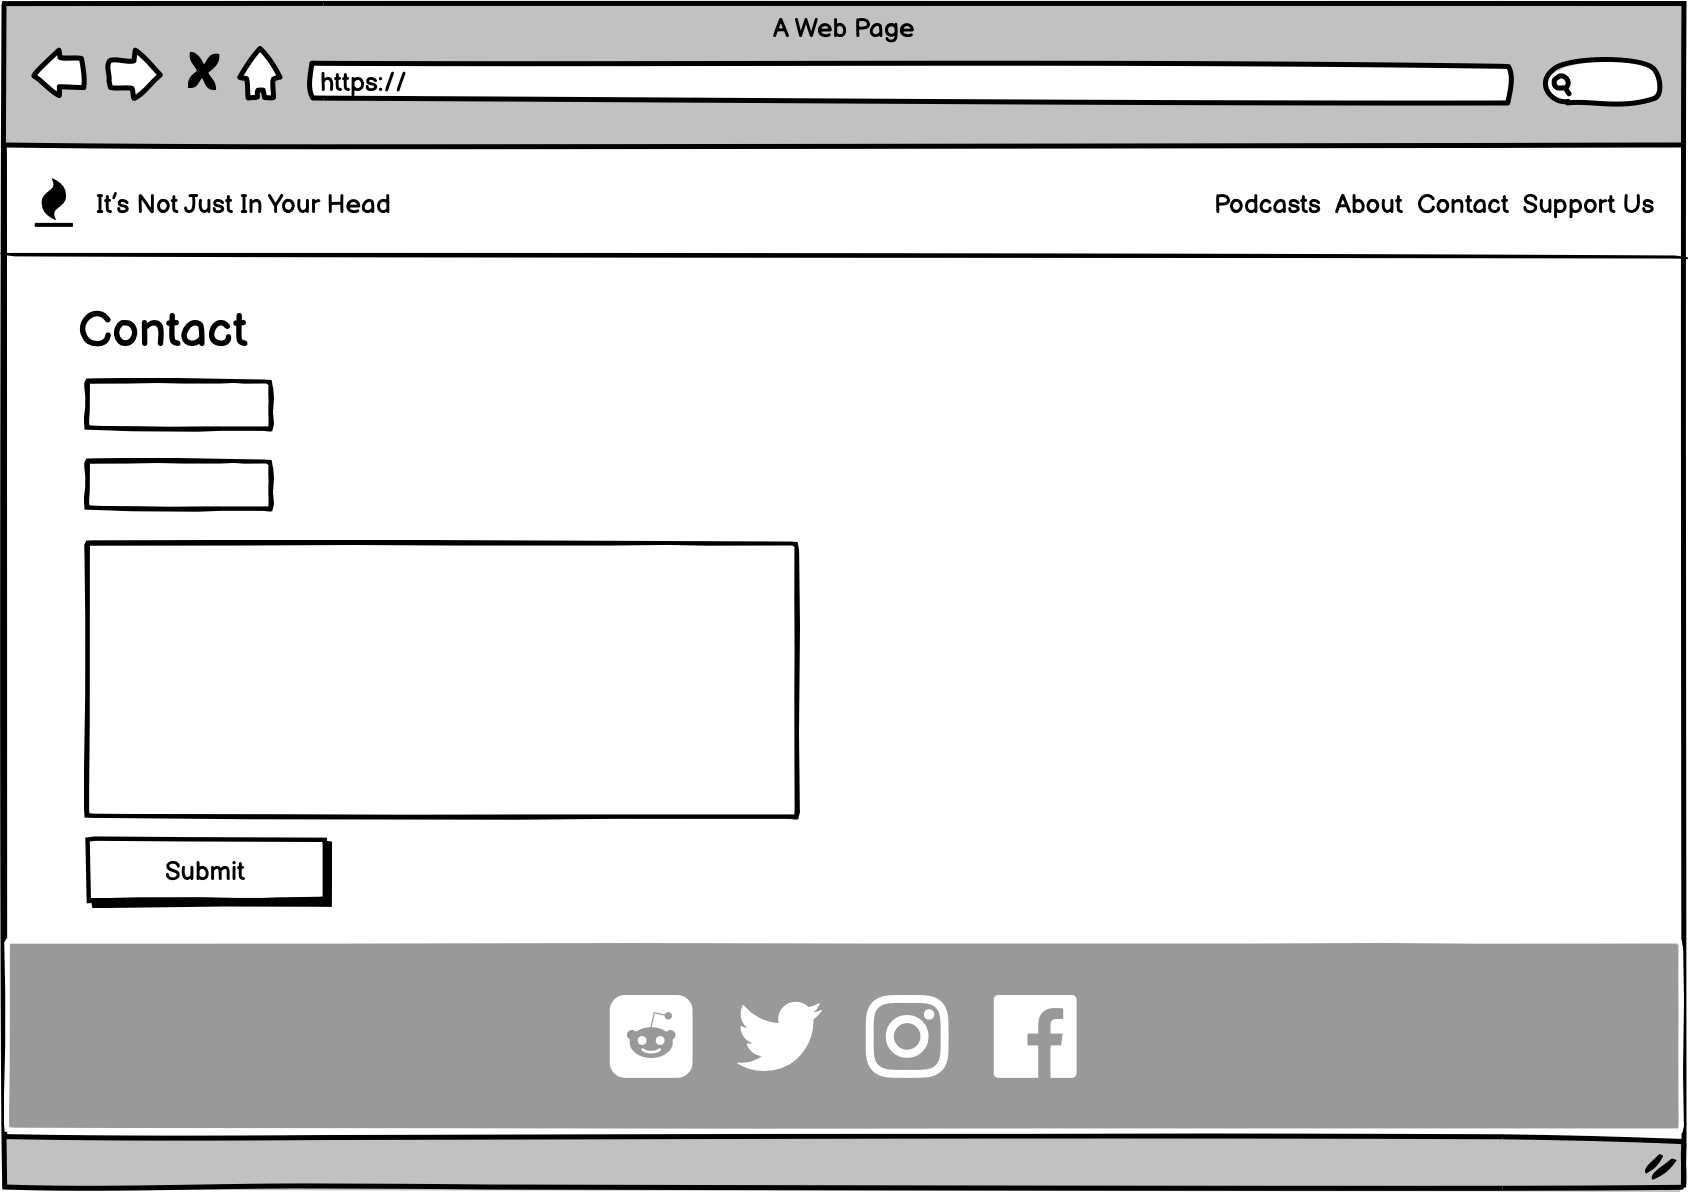 A Web Page
https://
It's Not Just In Your Head
Podcasts About Contact Support Us
Contact
Submit